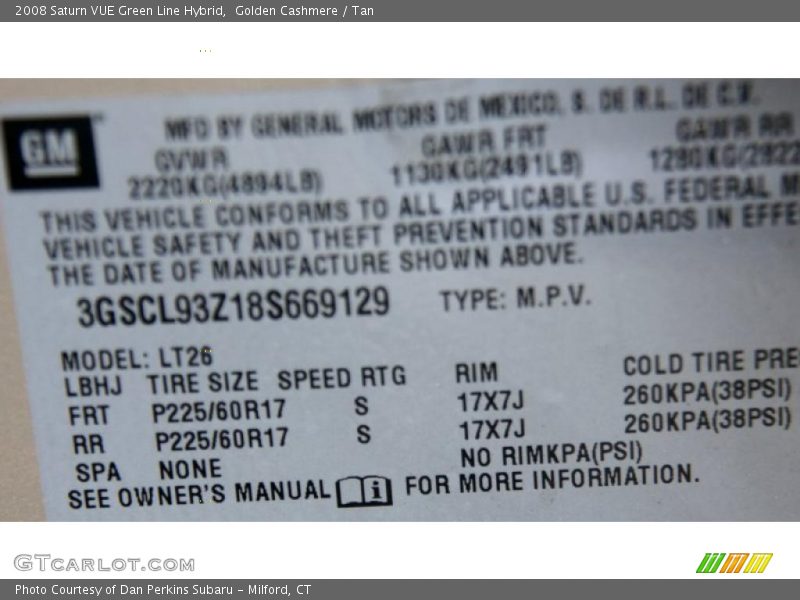 2008 Saturn VUE Green Line Hybrid,  Golden Cashmere / Tan
GM
MFD BY GENERAL MOTORS DE MEXICO, S. DE R.L. DE C.V.
GVWR GAWR FRT GAWR RR
2220KG(4894LB) 1130KG(2491LB) 1280KG(2822
THIS VEHICLE CONFORMS TO ALL APPLICABLE U.S. FEDERAL M
VEHICLE SAFETY AND THEFT PREVENTION STANDARDS IN EFFE
THE DATE OF MANUFACTURE SHOWN ABOVE.
3GSCL93Z18S669129 TYPE: M.P.V.
MODEL: LT26
LBHJ TIRE SIZE SPEED RTG RIM COLD TIRE PRE
FRT P225/60R17 S 17X7J 260KPA(38PSI)
RR P225/60R17 S 17X7J 260KPA(38PSI)
SPA NONE NO RIMKPA(PSI)
SEE OWNER'S MANUAL i FOR MORE INFORMATION.
GTCARLOT.COM
Photo Courtesy of Dan Perkins Subaru - Milford, CT